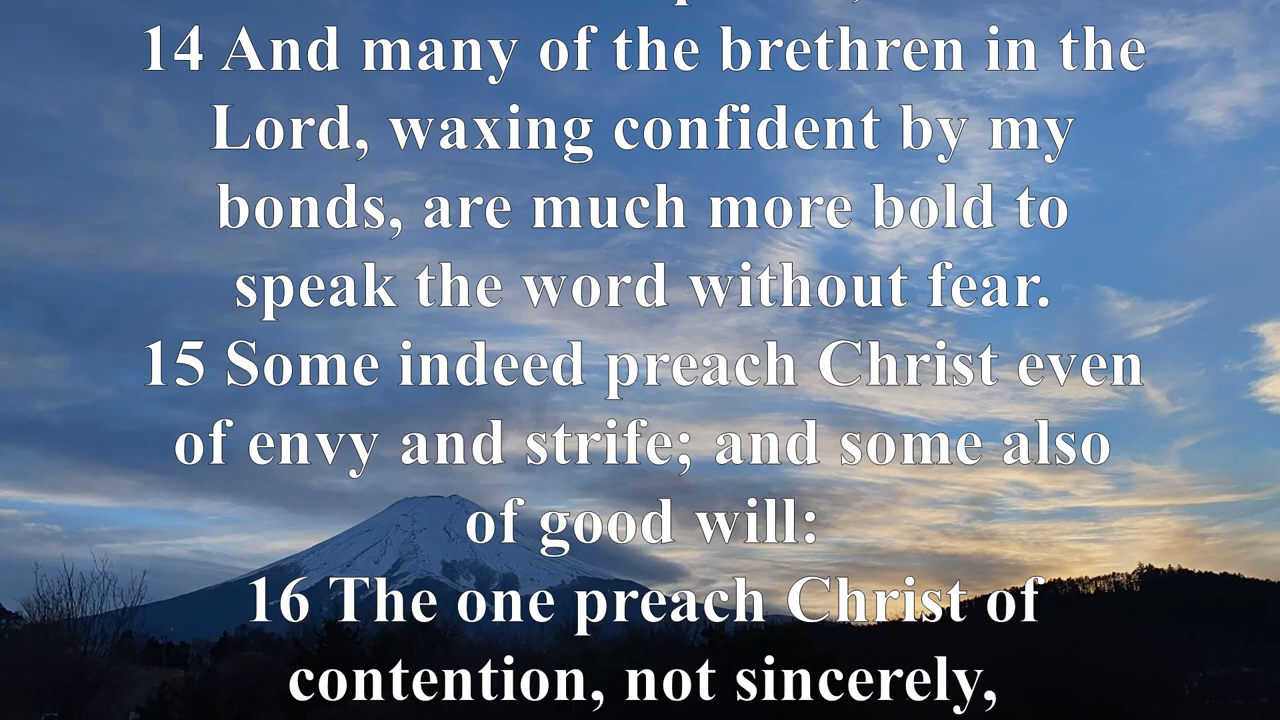 14 And many of the brethren in the
Lord, waxing confident by my
bonds, are much more bold to
speak the word without fear.
15 Some indeed preach Christ even
of envy and strife; and some also
of good will:
16 The one preach Christ of
contention, not sincerely,